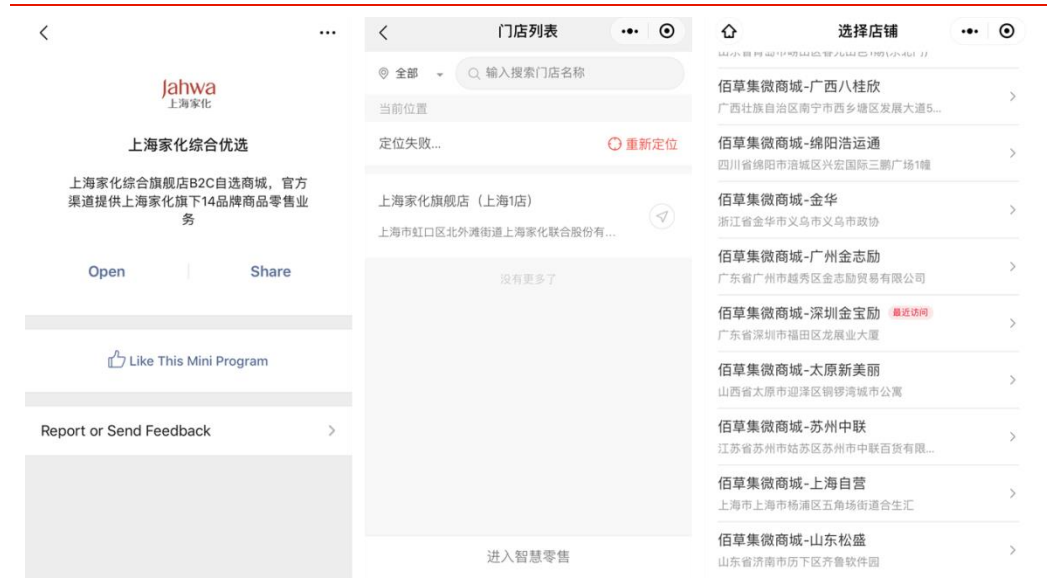 Jahwa
上海家化
上海家化综合优选
上海家化综合旗舰店B2C自选商城，官方
渠道提供上海家化旗下14品牌商品零售业
务
Open
Share
Like This Mini Program
Report or Send Feedback
门店列表
全部
输入搜索门店名称
当前位置
定位失败...
重新定位
上海家化旗舰店（上海1店）
上海市虹口区北外滩街道上海家化联合股份有...
没有更多了
进入智慧零售
选择店铺
佰草集微商城-广西八桂欣
广西壮族自治区南宁市西乡塘区发展大道5...
佰草集微商城-绵阳浩运通
四川省绵阳市涪城区兴宏国际三鹏广场1幢
佰草集微商城-金华
浙江省金华市义乌市义乌市政协
佰草集微商城-广州金志励
广东省广州市越秀区金志励贸易有限公司
佰草集微商城-深圳金宝励 最近访问
广东省深圳市福田区龙展业大厦
佰草集微商城-太原新美丽
山西省太原市迎泽区铜锣湾城市公寓
佰草集微商城-苏州中联
江苏省苏州市姑苏区苏州市中联百货有限...
佰草集微商城-上海自营
上海市上海市杨浦区五角场街道合生汇
佰草集微商城-山东松盛
山东省济南市历下区齐鲁软件园